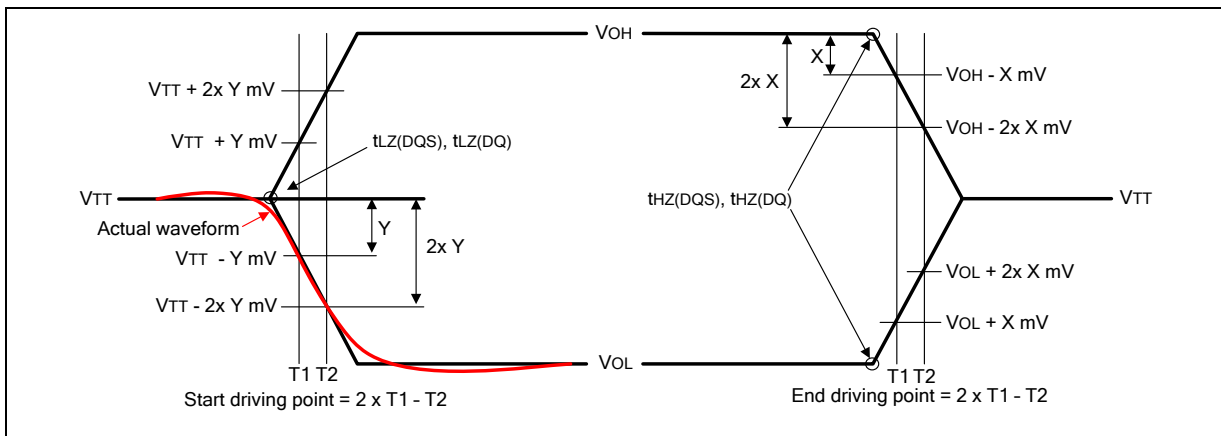 VOH
X
2x X
VOH - X mV
VOH - 2x X mV
VTT + 2x Y mV
VTT + Y mV
tLZ(DQS), tLZ(DQ)
VTT
Actual waveform
Y
2x Y
VTT - Y mV
VTT - 2x Y mV
tHZ(DQS), tHZ(DQ)
VTT
VOL + 2x X mV
VOL + X mV
VOL
T1 T2
Start driving point = 2 x T1 - T2
T1 T2
End driving point = 2 x T1 - T2